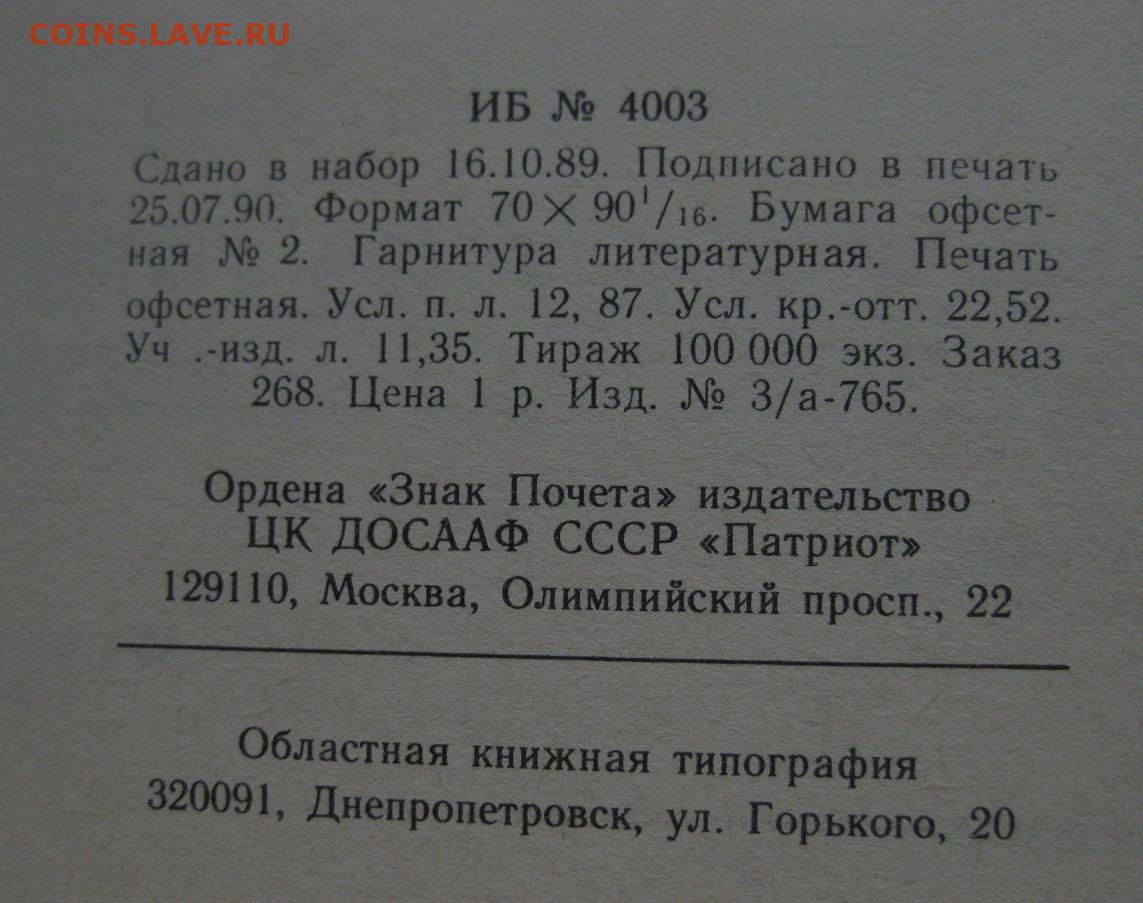 COINS.LAVE.RU
ИБ № 4003
Сдано в набор 16.10.89. Подписано в печать
25.07.90. Формат 70×90¹/₁₆. Бумага офсет-
ная № 2. Гарнитура литературная. Печать
офсетная. Усл. п. л. 12, 87. Усл. кр.-отт. 22,52.
Уч .-изд. л. 11,35. Тираж 100 000 экз. Заказ
268. Цена 1 р. Изд. № 3/а-765.
Ордена «Знак Почета» издательство
ЦК ДОСААФ СССР «Патриот»
129110, Москва, Олимпийский просп., 22
Областная книжная типография
320091, Днепропетровск, ул. Горького, 20